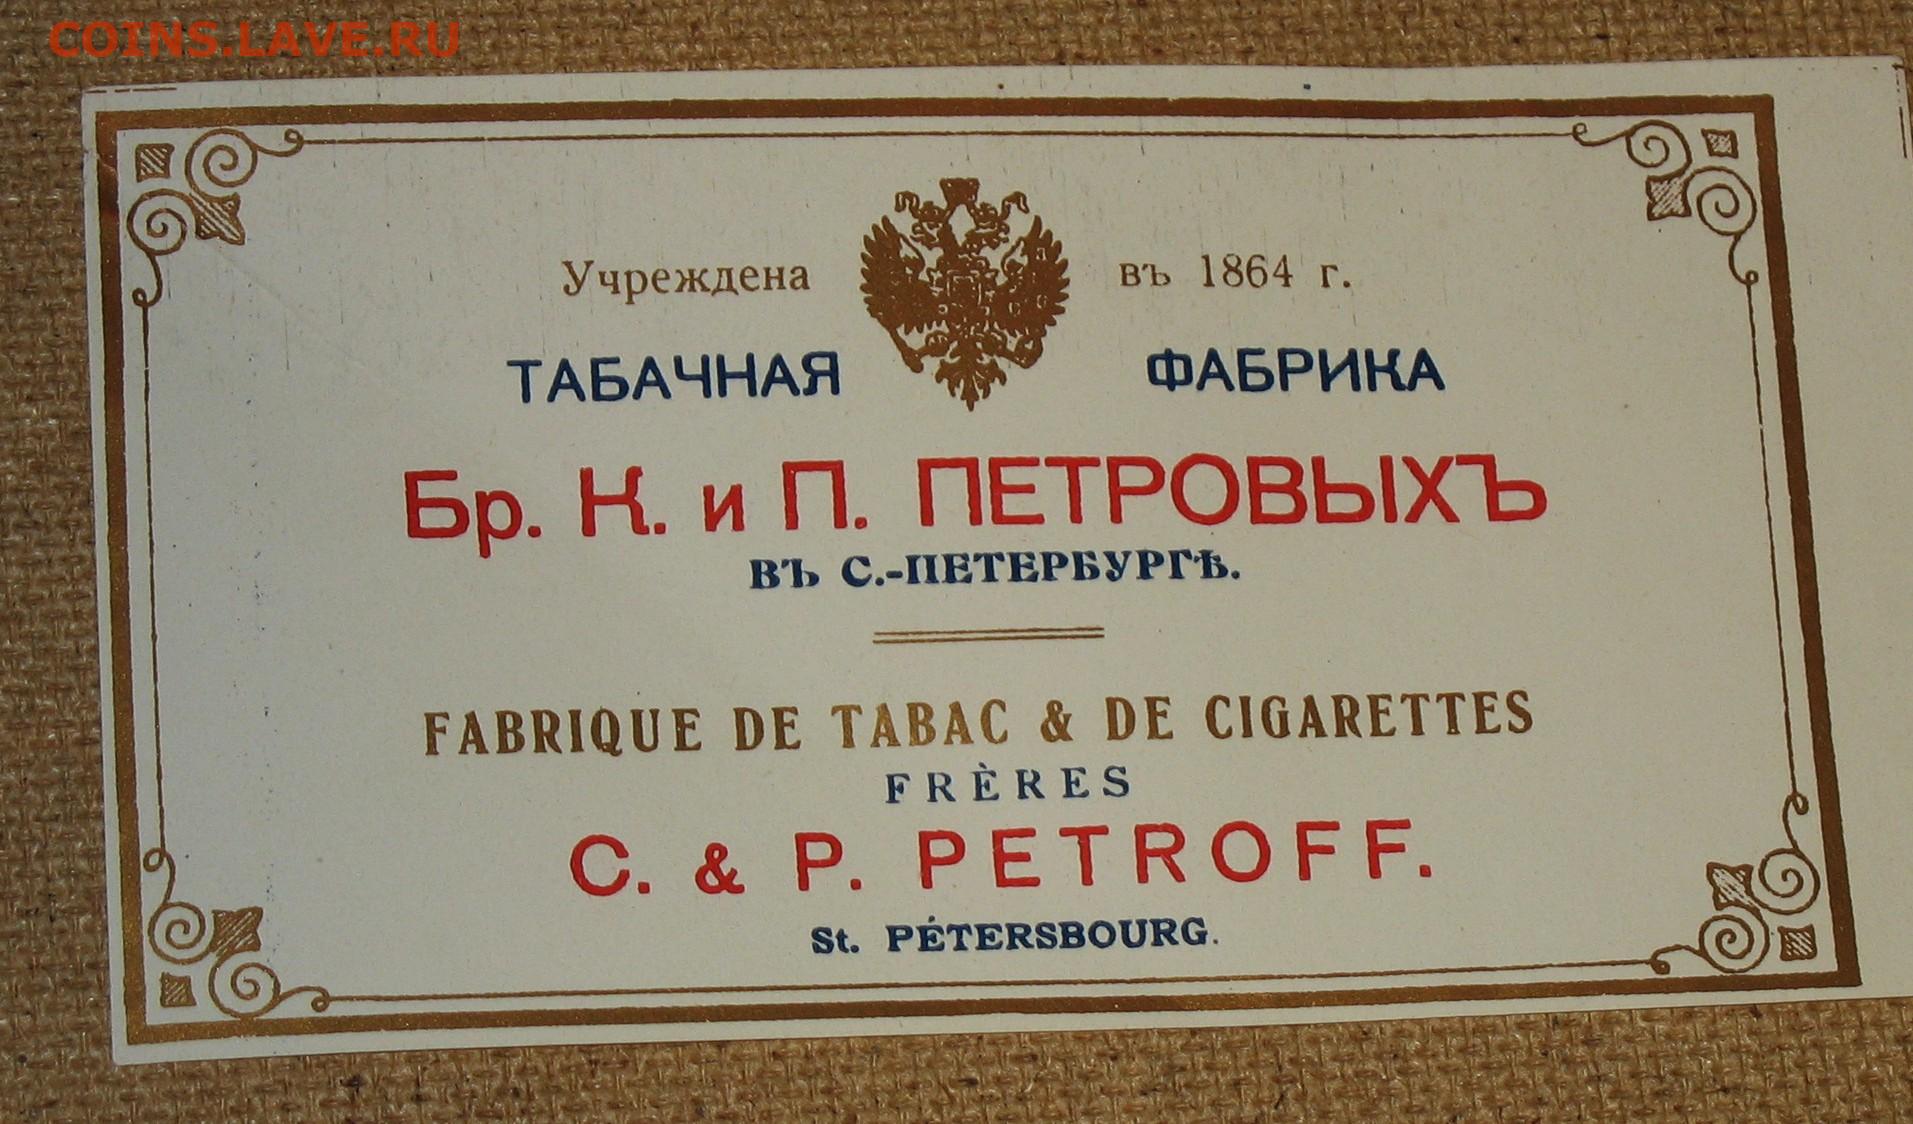 COINS.LAVE.RU
Учреждена въ 1864 г.
ТАБАЧНАЯ ФАБРИКА
Бр. К. и П. ПЕТРОВЫХЪ
ВЪ С.-ПЕТЕРБУРГѢ.
FABRIQUE DE TABAC & DE CIGARETTES
FRÈRES
C. & P. PETROFF.
St. PÉTERSBOURG.